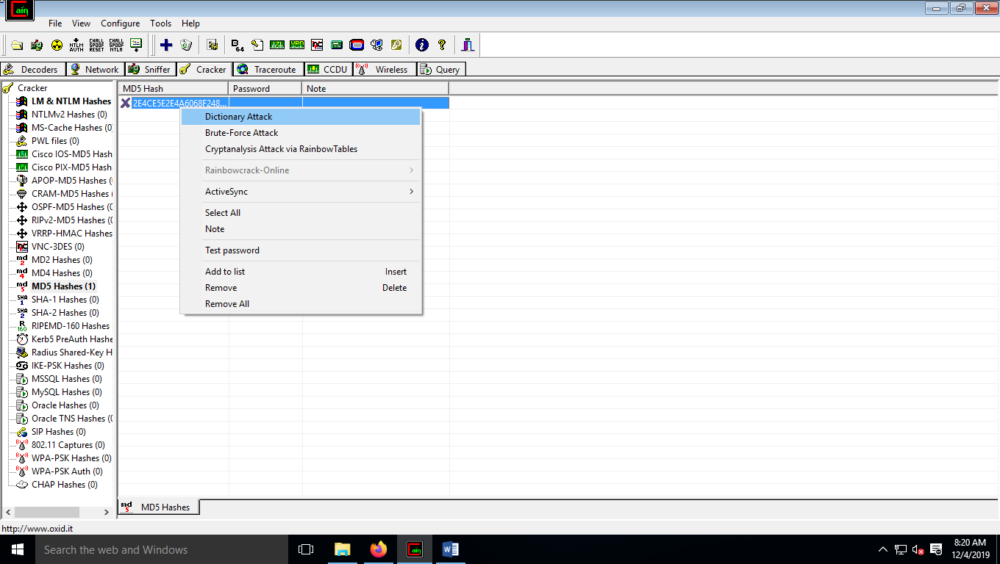 Cain
File View Configure Tools Help
NTLM AUTH
CHALL SPOOF RESET
CHALL SPOOF NTLM
B64
Decoders Network Sniffer Cracker Traceroute CCDU Wireless Query
Cracker
LM & NTLM Hashes
NTLMv2 Hashes (0)
MS-Cache Hashes (0)
PWL files (0)
Cisco IOS-MD5 Hash
Cisco PIX-MD5 Hash
APOP-MD5 Hashes (
CRAM-MD5 Hashes (
OSPF-MD5 Hashes (0
RIPv2-MD5 Hashes (0
VRRP-HMAC Hashes
VNC-3DES (0)
MD2 Hashes (0)
MD4 Hashes (0)
MD5 Hashes (1)
SHA-1 Hashes (0)
SHA-2 Hashes (0)
RIPEMD-160 Hashes
Kerb5 PreAuth Hashe
Radius Shared-Key H
IKE-PSK Hashes (0)
MSSQL Hashes (0)
MySQL Hashes (0)
Oracle Hashes (0)
Oracle TNS Hashes (0
SIP Hashes (0)
802.11 Captures (0)
WPA-PSK Hashes (0)
WPA-PSK Auth (0)
CHAP Hashes (0)
MD5 Hash Password Note
2E4CE5E2E4A6068F248...
Dictionary Attack
Brute-Force Attack
Cryptanalysis Attack via RainbowTables
Rainbowcrack-Online
ActiveSync
Select All
Note
Test password
Add to list Insert
Remove Delete
Remove All
MD5 Hashes
http://www.oxid.it
Search the web and Windows
8:20 AM
12/4/2019